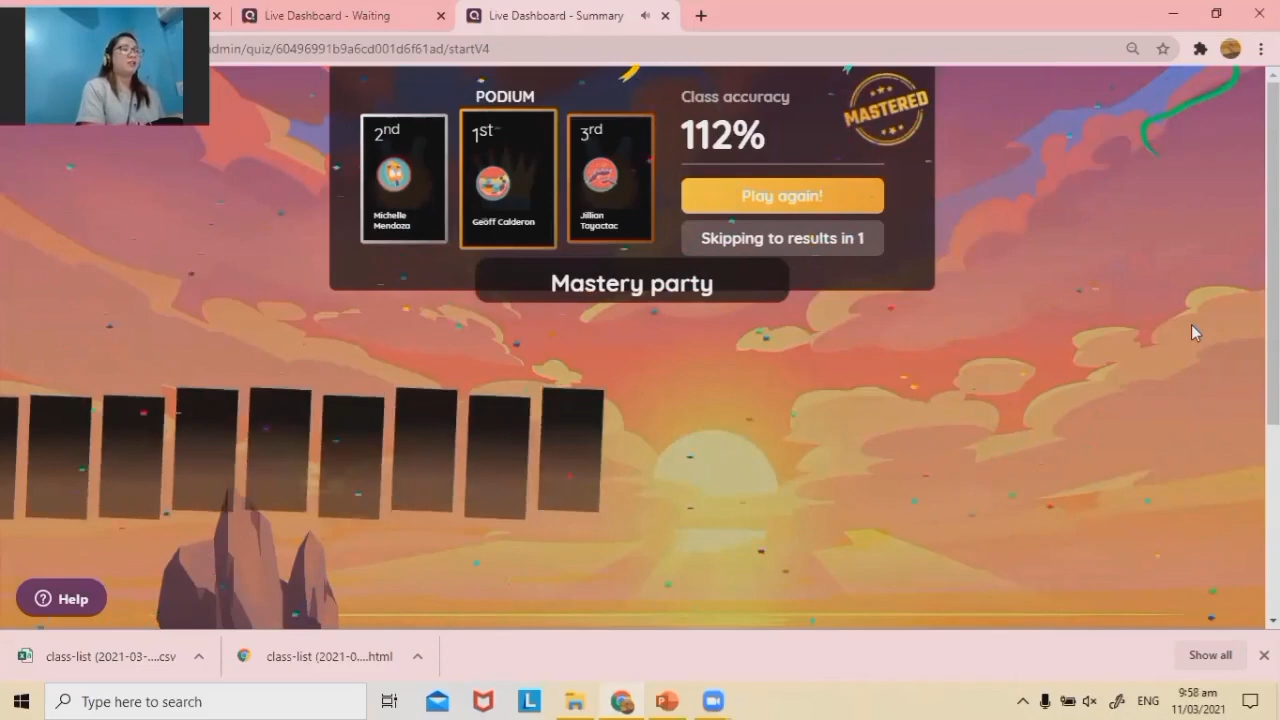 Live Dashboard - Waiting
Live Dashboard - Summary
admin/quiz/60496991b9a6cd001d6f61ad/startV4
PODIUM
2nd
Michelle
Mendoza
1st
Geoff Calderon
3rd
Jillian
Tayactac
Class accuracy
112%
MASTERED
Play again!
Skipping to results in 1
Mastery party
Help
class-list (2021-03-....csv
class-list (2021-0....html
Show all
Type here to search
L
ENG
9:58 am
11/03/2021